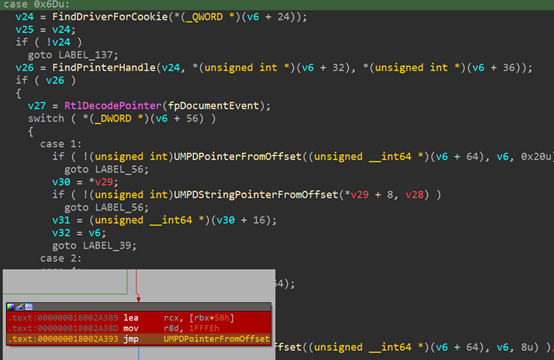 case 0x6Du:
v24 = FindDriverForCookie(*(_QWORD *)(v6 + 24));
v25 = v24;
if ( !v24 )
goto LABEL_137;
v26 = FindPrinterHandle(v24, *(unsigned int *)(v6 + 32), *(unsigned int *)(v6 + 36));
if ( v26 )
{
v27 = RtlDecodePointer(fpDocumentEvent);
switch ( *(_DWORD *)(v6 + 56) )
{
case 1:
if ( !(unsigned int)UMPDPointerFromOffset((unsigned __int64 *)(v6 + 64), v6, 0x20u)
goto LABEL_56;
v30 = *v29;
if ( !(unsigned int)UMPDStringPointerFromOffset(*v29 + 8, v28) )
goto LABEL_56;
v31 = (unsigned __int64 *)(v30 + 16);
v32 = v6;
goto LABEL_39;
case 2:
64);
.text:000000018002A389 lea rcx, [rbx+58h]
.text:000000018002A38D mov r8d, 1FFFEh
.text:000000018002A393 jmp UMPDPointerFromOffset
set((unsigned __int64 *)(v6 + 64), v6, 8u) )